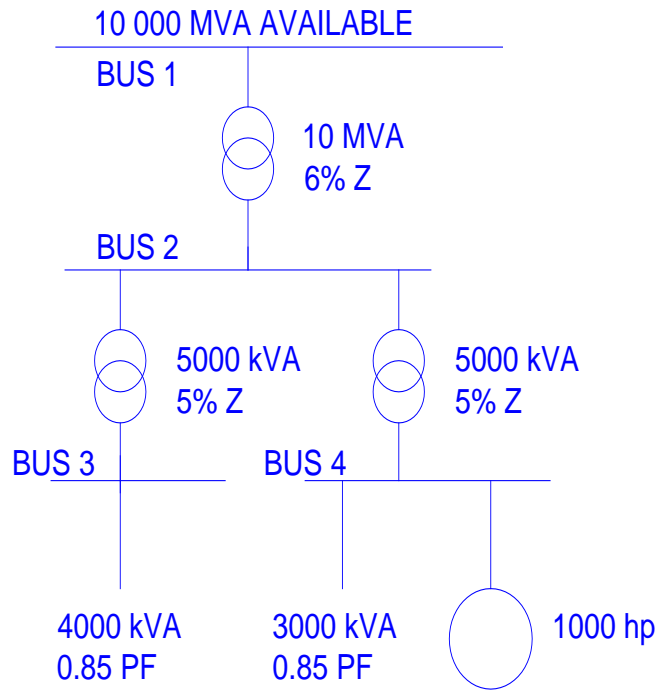 10 000 MVA AVAILABLE
BUS 1
10 MVA
6% Z
BUS 2
5000 kVA
5% Z
5000 kVA
5% Z
BUS 3
BUS 4
4000 kVA
0.85 PF
3000 kVA
0.85 PF
1000 hp